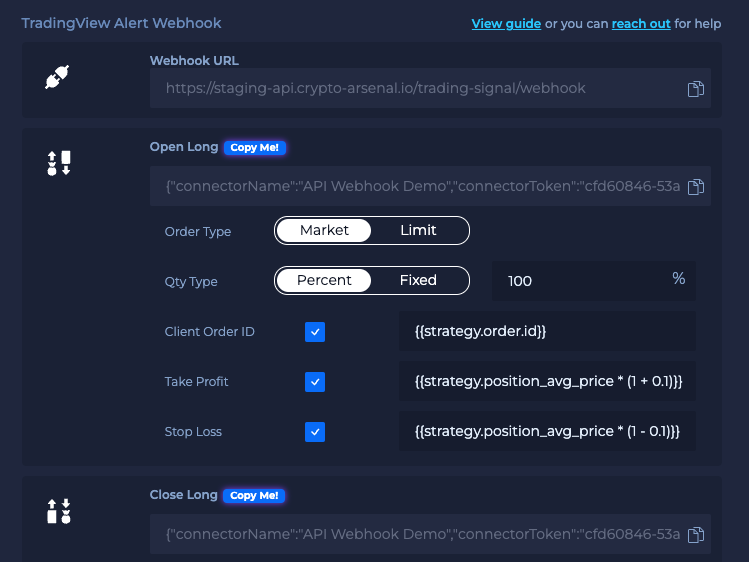 TradingView Alert Webhook
View guide or you can reach out for help
Webhook URL
https://staging-api.crypto-arsenal.io/trading-signal/webhook
Open Long Copy Me!
{"connectorName":"API Webhook Demo","connectorToken":"cfd60846-53a
Order Type Market Limit
Qty Type Percent Fixed 100 %
Client Order ID {{strategy.order.id}}
Take Profit {{strategy.position_avg_price * (1 + 0.1)}}
Stop Loss {{strategy.position_avg_price * (1 - 0.1)}}
Close Long Copy Me!
{"connectorName":"API Webhook Demo","connectorToken":"cfd60846-53a